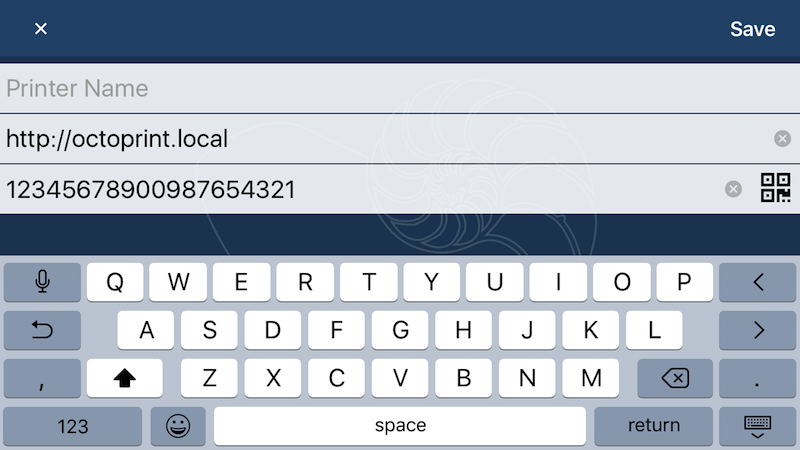 × Save
Printer Name
http://octoprint.local
12345678900987654321
Q W E R T Y U I O P <
A S D F G H J K L >
, Z X C V B N M .
123 space return